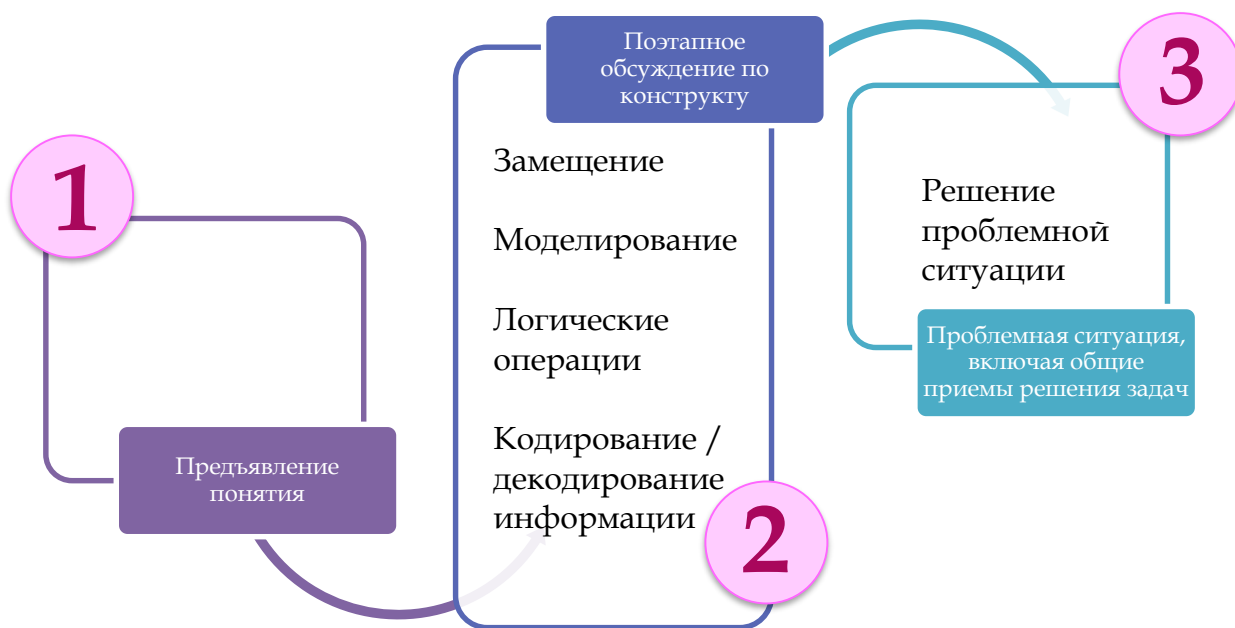 1
Предъявление
понятия
Поэтапное
обсуждение по
конструкту
Замещение
Моделирование
Логические
операции
Кодирование /
декодирование
информации
2
3
Решение
проблемной
ситуации
Проблемная ситуация,
включая общие
приемы решения задач